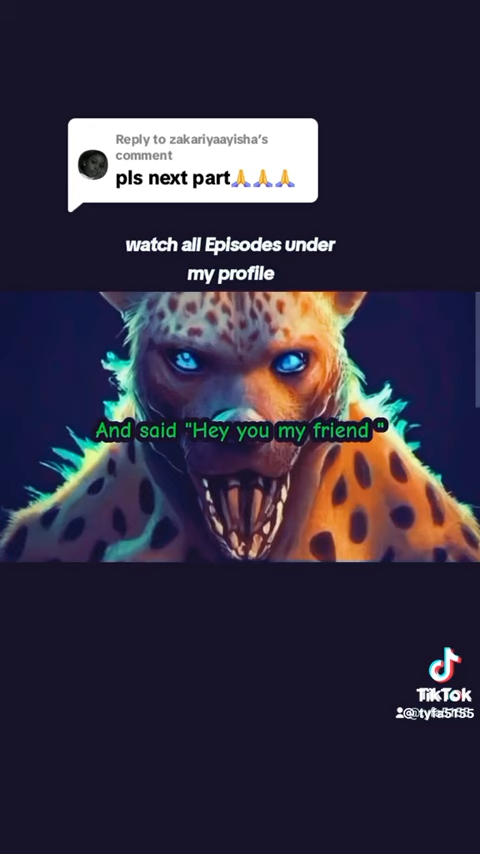 Reply to zakariyaayisha's
comment
pls next part🙏🙏🙏
watch all Episodes under
my profile
And said "Hey you my friend "
TikTok
@tyfa5155